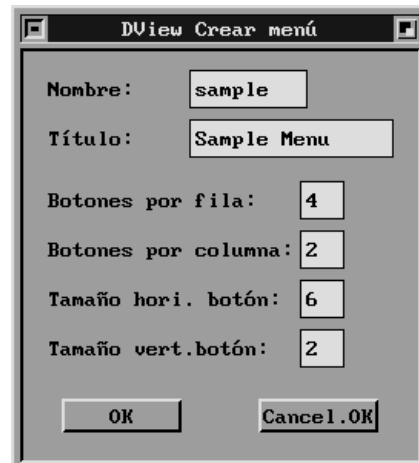 DView Crear menú
Nombre: sample
Título: Sample Menu
Botones por fila: 4
Botones por columna: 2
Tamaño hori. botón: 6
Tamaño vert.botón: 2
OK Cancel.OK